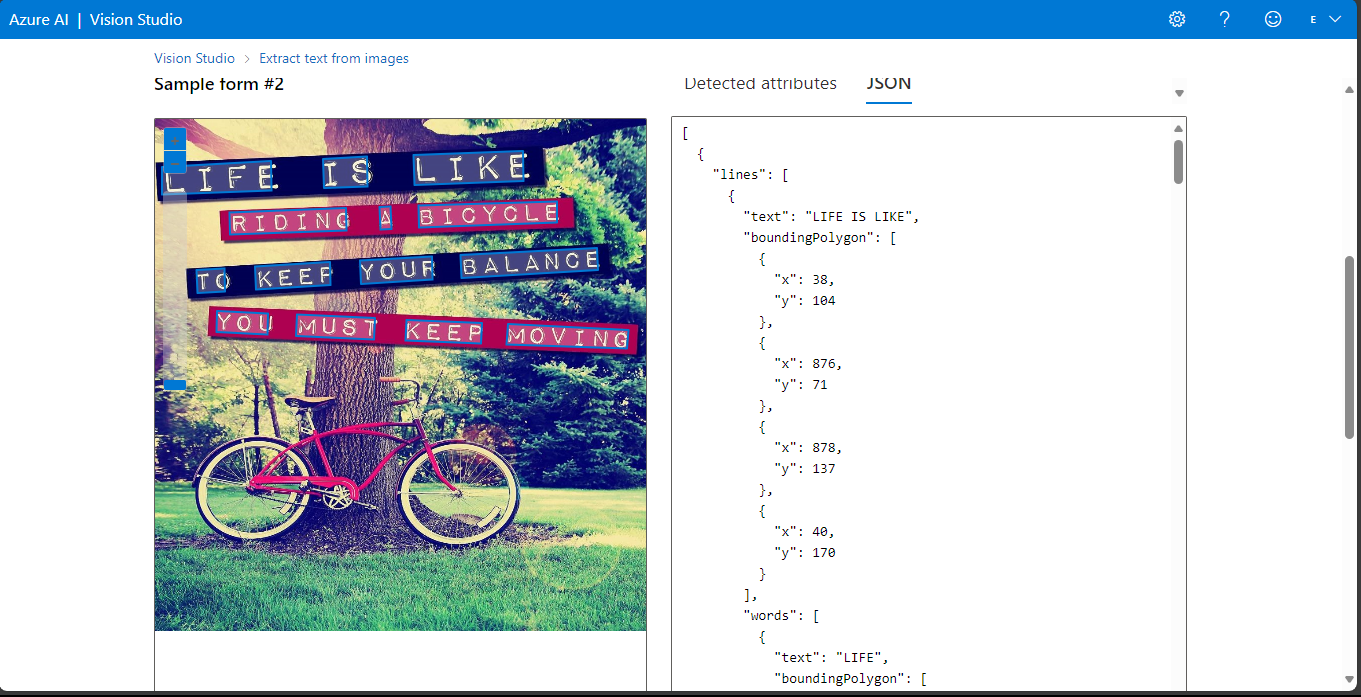 Azure AI | Vision Studio
E
Vision Studio > Extract text from images
Sample form #2
Detected attributes JSON
LIFE IS LIKE
RIDING A BICYCLE
TO KEEP YOUR BALANCE
YOU MUST KEEP MOVING
[
{
"lines": [
{
"text": "LIFE IS LIKE",
"boundingPolygon": [
{
"x": 38,
"y": 104
},
{
"x": 876,
"y": 71
},
{
"x": 878,
"y": 137
},
{
"x": 40,
"y": 170
}
],
"words": [
{
"text": "LIFE",
"boundingPolygon": [